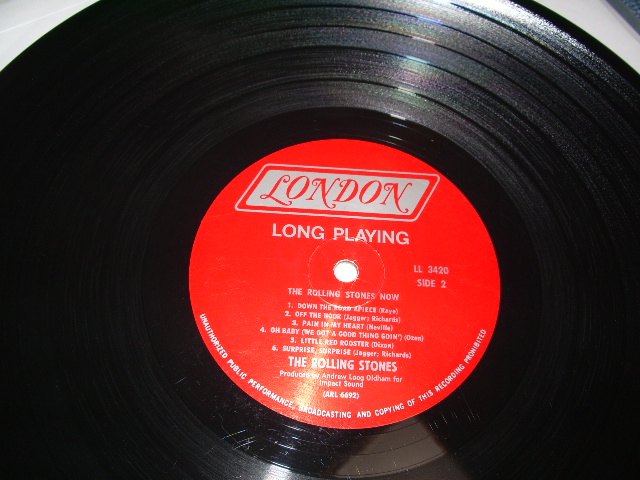 LONDON
LONG PLAYING
LL 3420
SIDE 2
THE ROLLING STONES NOW
1. DOWN THE ROAD APIECE (Raye)
2. OFF THE HOOK (Jagger; Richards)
3. PAIN IN MY HEART (Neville)
4. OH BABY (WE GOT A GOOD THING GOIN') (Ozen)
5. LITTLE RED ROOSTER (Dixon)
6. SURPRISE, SURPRISE (Jagger; Richards)
THE ROLLING STONES
Produced by Andrew Loog Oldham for
Impact Sound
(ARL 6692)
UNAUTHORIZED PUBLIC PERFORMANCE, BROADCASTING AND COPYING OF THIS RECORDING PROHIBITED